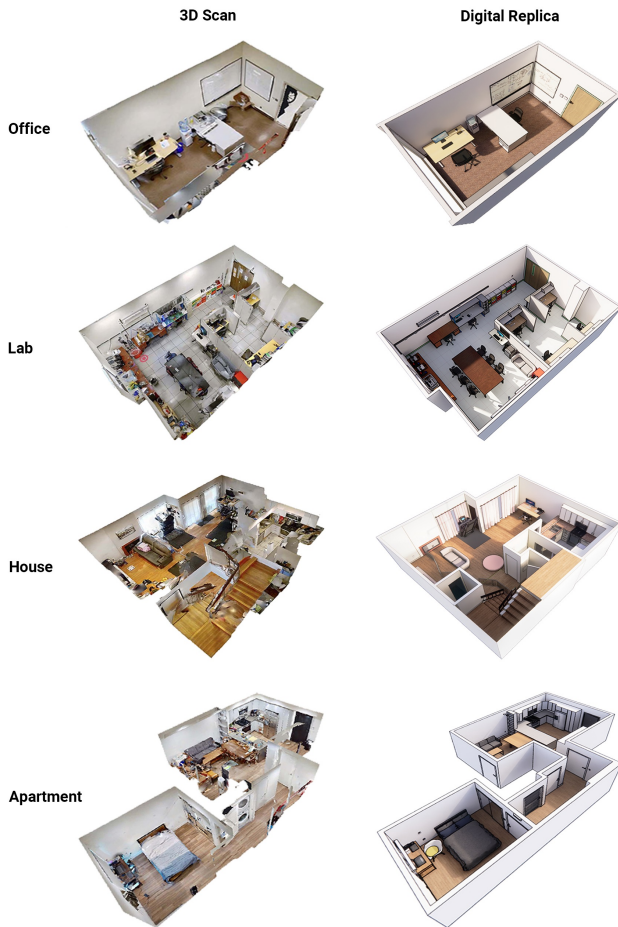 3D Scan
Digital Replica
Office
Lab
House
Apartment